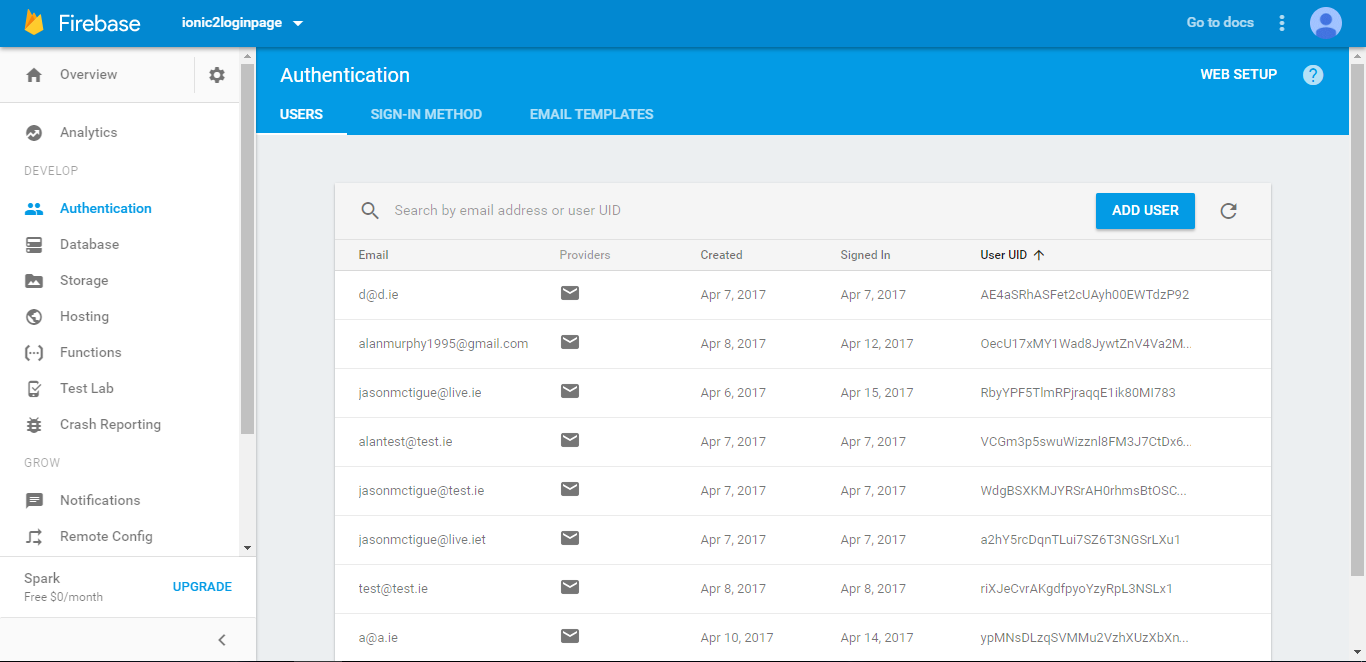 Firebase ionic2loginpage Go to docs
Overview
Analytics
DEVELOP
Authentication
Database
Storage
Hosting
Functions
Test Lab
Crash Reporting
GROW
Notifications
Remote Config
Spark
Free $0/month
UPGRADE
Authentication
WEB SETUP ?
USERS SIGN-IN METHOD EMAIL TEMPLATES
Search by email address or user UID
ADD USER
Email Providers Created Signed In User UID
d@d.ie Apr 7, 2017 Apr 7, 2017 AE4aSRhASFet2cUAyh00EWTdzP92
alanmurphy1995@gmail.com Apr 8, 2017 Apr 12, 2017 OecU17xMY1Wad8JywtZnV4Va2M...
jasonmctigue@live.ie Apr 6, 2017 Apr 15, 2017 RbyYPF5TlmRPjraqqE1ik80MI783
alantest@test.ie Apr 7, 2017 Apr 7, 2017 VCGm3p5swuWizznl8FM3J7CtDx6...
jasonmctigue@test.ie Apr 7, 2017 Apr 7, 2017 WdgBSXKMJYRSrAH0rhmsBtOSC...
jasonmctigue@live.iet Apr 7, 2017 Apr 7, 2017 a2hY5rcDqnTLui7SZ6T3NGSrLXu1
test@test.ie Apr 8, 2017 Apr 8, 2017 riXJeCvrAKgdfpyoYzyRpL3NSLx1
a@a.ie Apr 10, 2017 Apr 14, 2017 ypMNsDLzqSVMMu2VzhXUzXbXn...